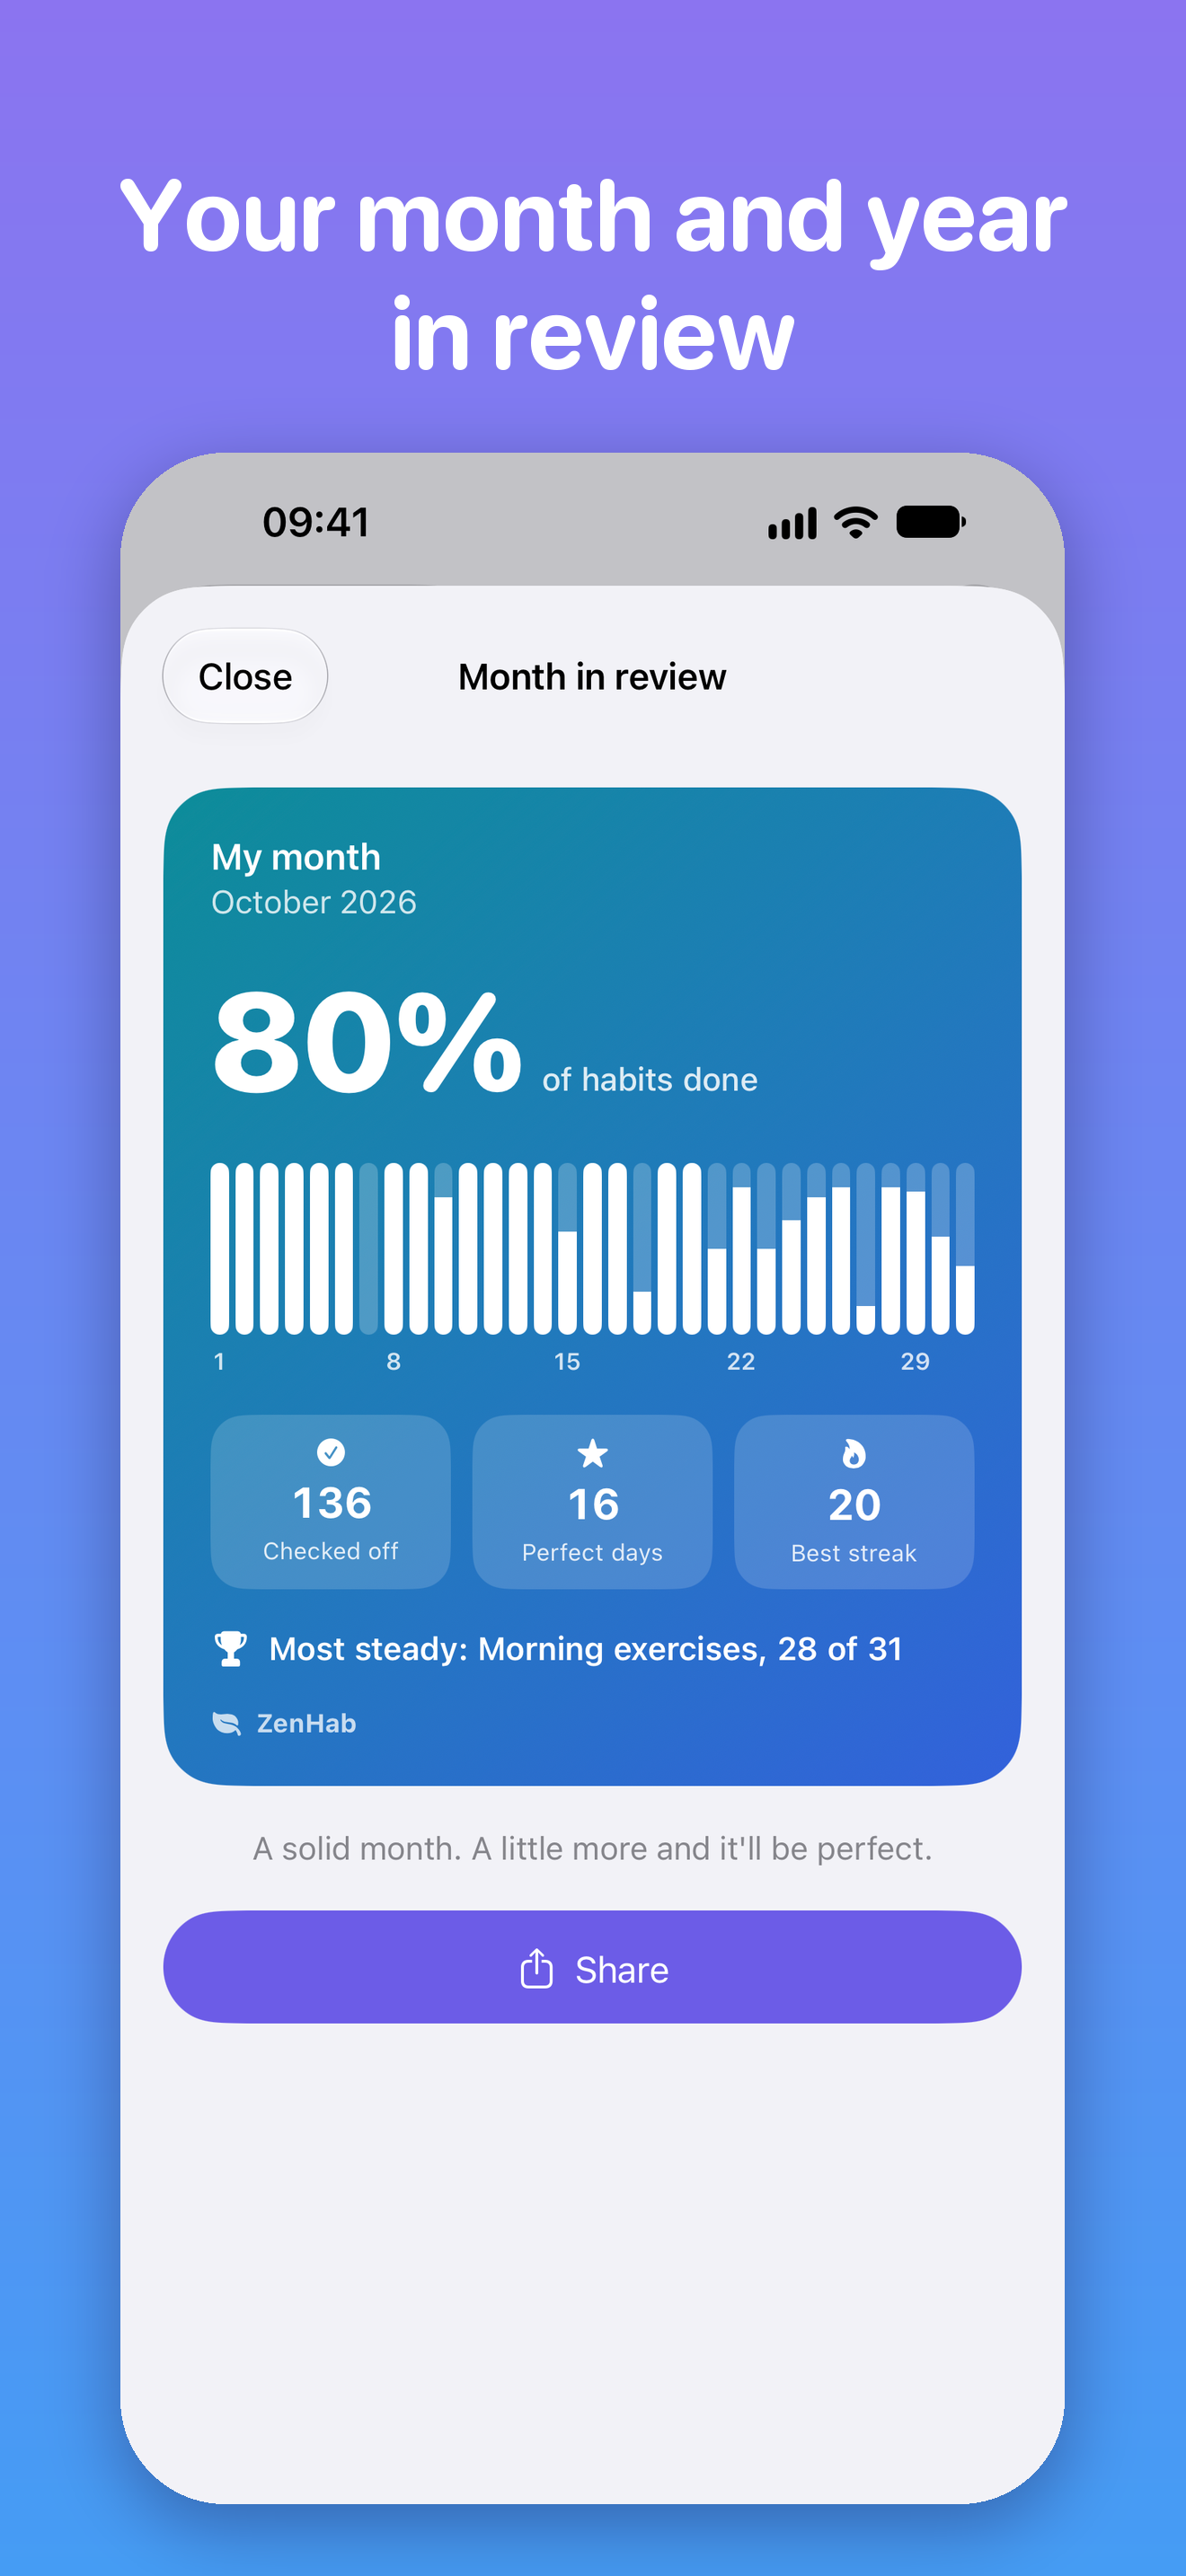 Your month and year
in review
09:41
Close
Month in review
My month
October 2026
80% of habits done
1 8 15 22 29
136 16 20
Checked off Perfect days Best streak
Most steady: Morning exercises, 28 of 31
ZenHab
A solid month. A little more and it'll be perfect.
Share